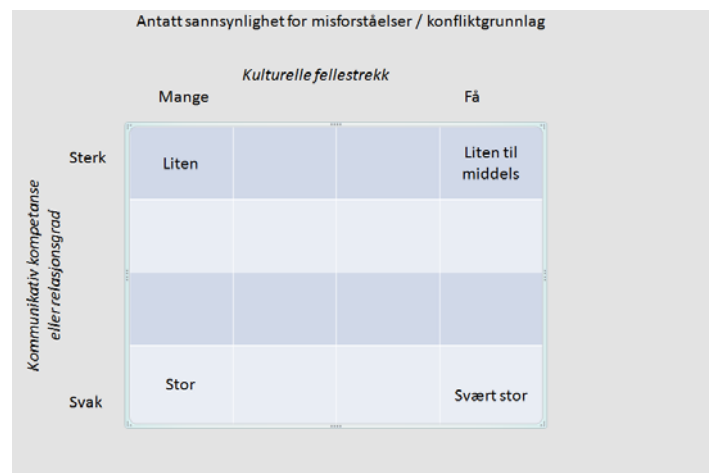 Antatt sannsynlighet for misforståelser / konfliktgrunnlag
Kulturelle fellestrekk
Mange Få
Sterk Liten Liten til
middels
Kommunikativ kompetanse
eller relasjonsgrad
Stor
Svak Svært stor